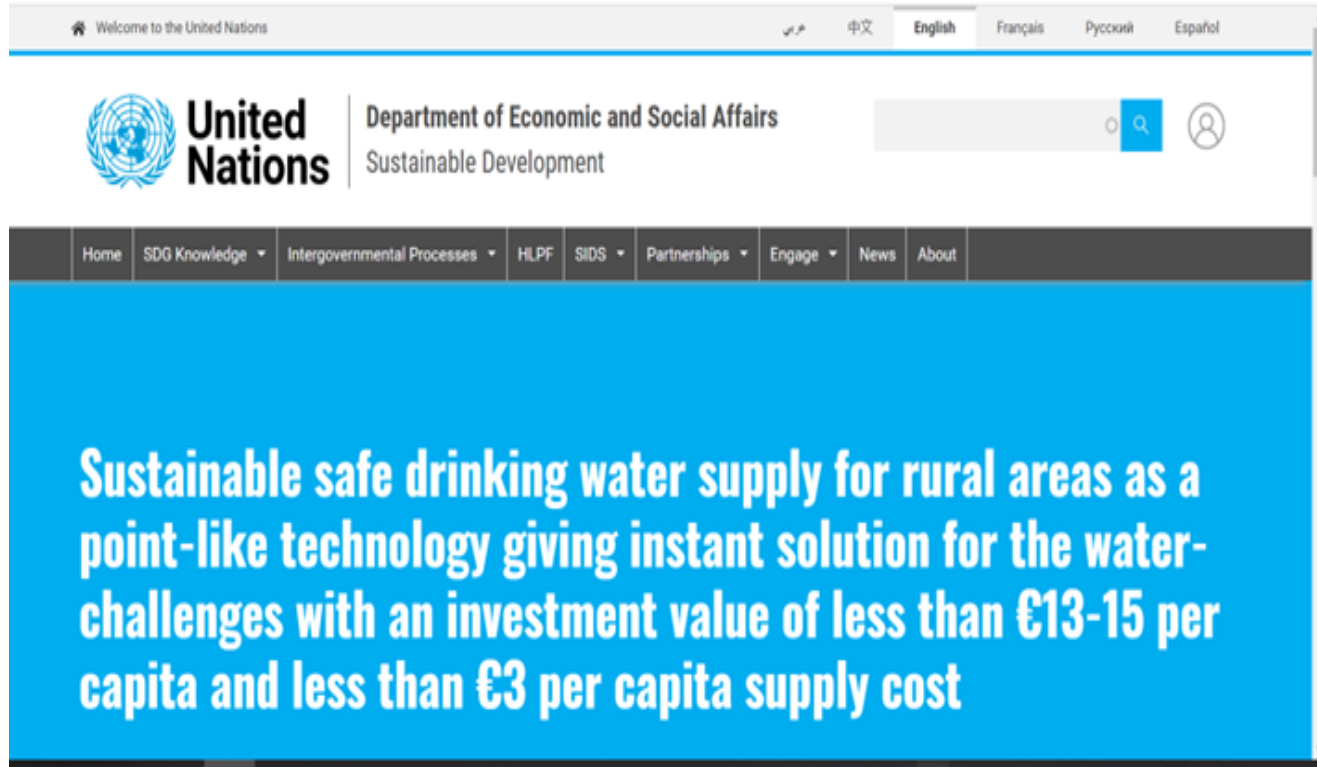 Welcome to the United Nations
عربي 中文 English Français Русский Español
United Nations
Department of Economic and Social Affairs
Sustainable Development
Home SDG Knowledge Intergovernmental Processes HLPF SIDS Partnerships Engage News About
Sustainable safe drinking water supply for rural areas as a
point-like technology giving instant solution for the water-
challenges with an investment value of less than €13-15 per
capita and less than €3 per capita supply cost